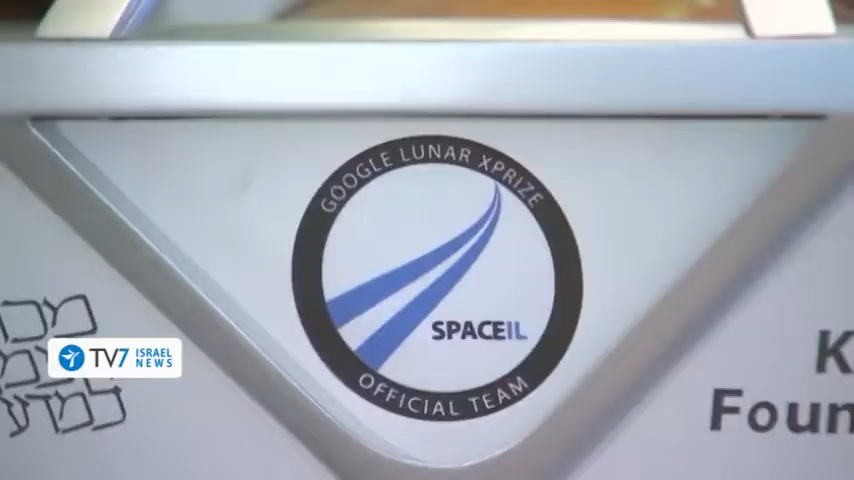 GOOGLE LUNAR XPRIZE
SPACEIL
OFFICIAL TEAM
TV7 ISRAEL NEWS
K
Foun